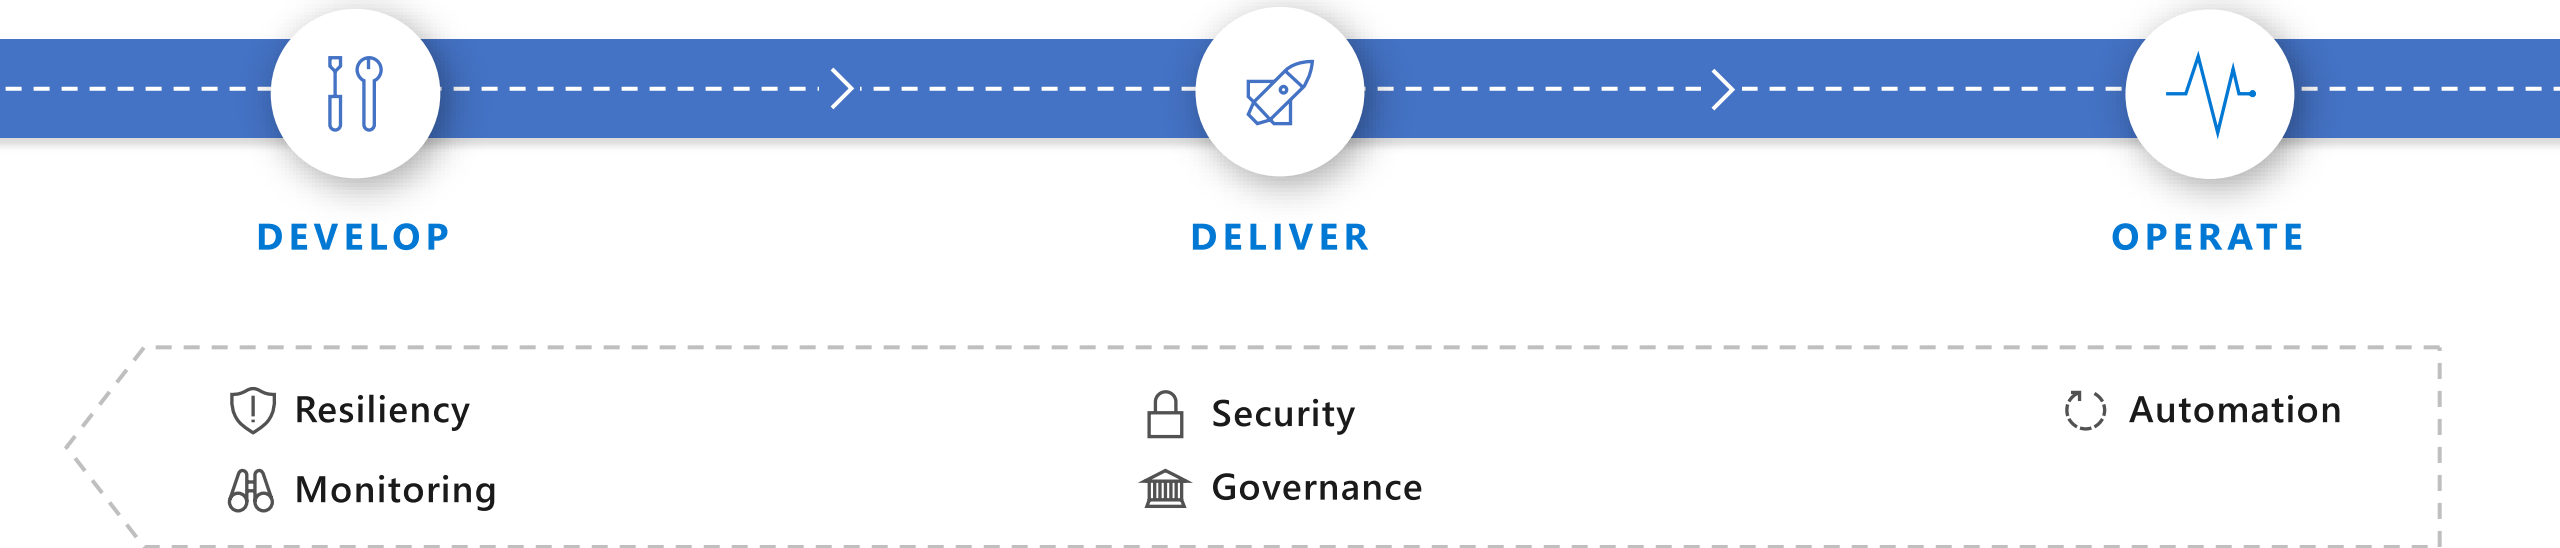 DEVELOP DELIVER OPERATE
Resiliency Security Automation
Monitoring Governance